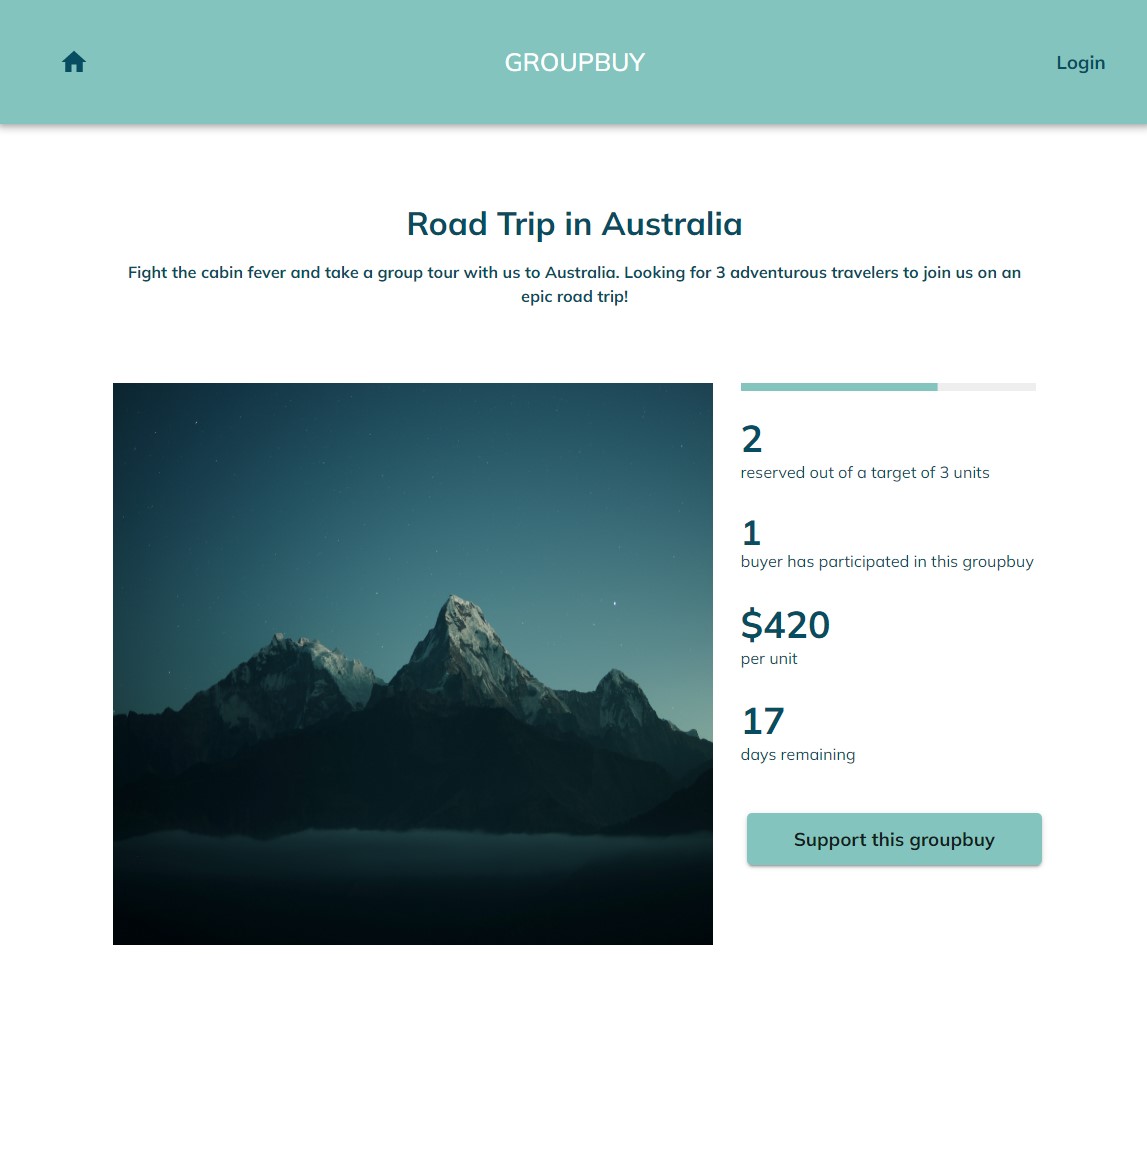 GROUPBUY
Login
Road Trip in Australia
Fight the cabin fever and take a group tour with us to Australia. Looking for 3 adventurous travelers to join us on an
epic road trip!
2
reserved out of a target of 3 units
1
buyer has participated in this groupbuy
$420
per unit
17
days remaining
Support this groupbuy